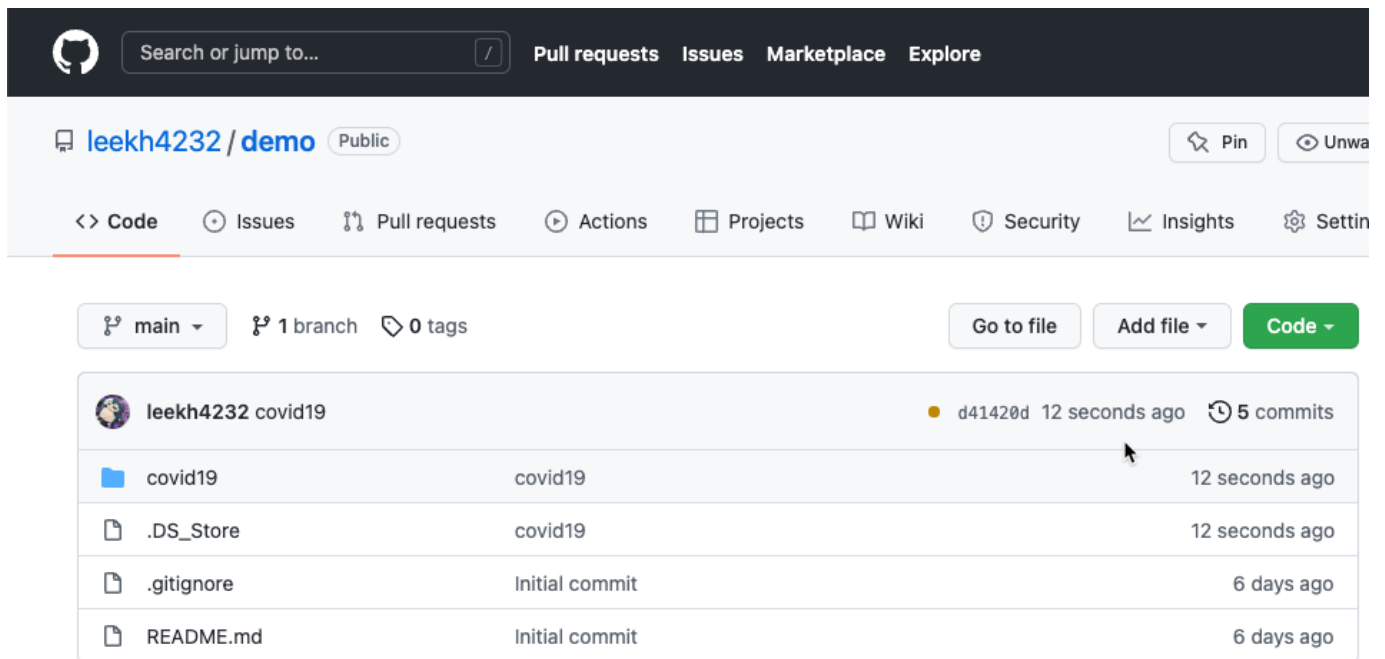 Search or jump to... / Pull requests Issues Marketplace Explore
leekh4232 / demo Public Pin Unwa
<> Code Issues Pull requests Actions Projects Wiki Security Insights Settin
main 1 branch 0 tags Go to file Add file Code
leekh4232 covid19 d41420d 12 seconds ago 5 commits
covid19 covid19 12 seconds ago
.DS_Store covid19 12 seconds ago
.gitignore Initial commit 6 days ago
README.md Initial commit 6 days ago